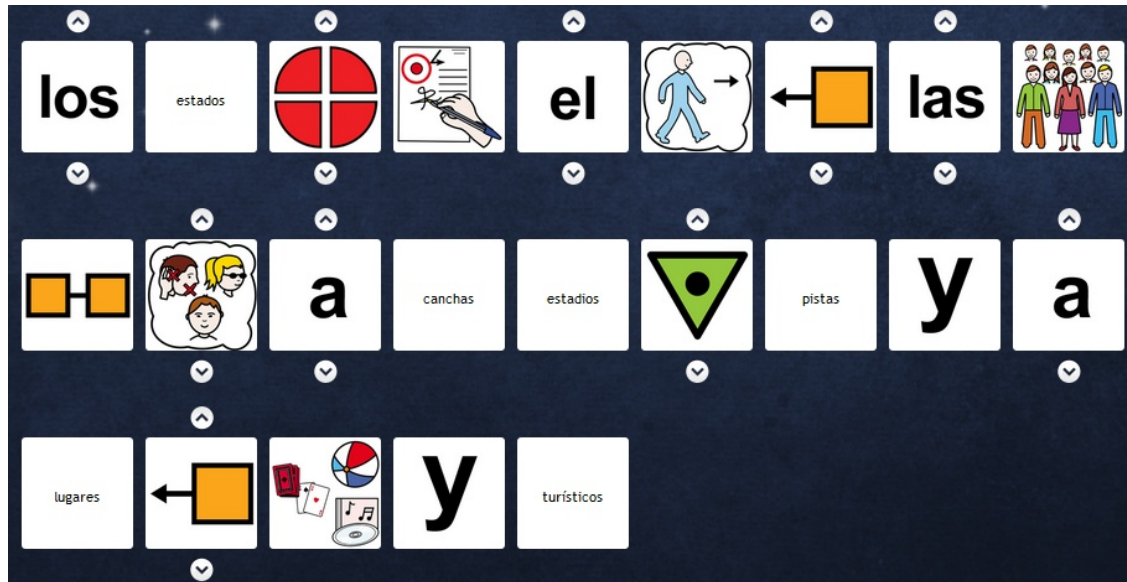 los estados el las
a canchas estadios pistas y a
lugares y turísticos